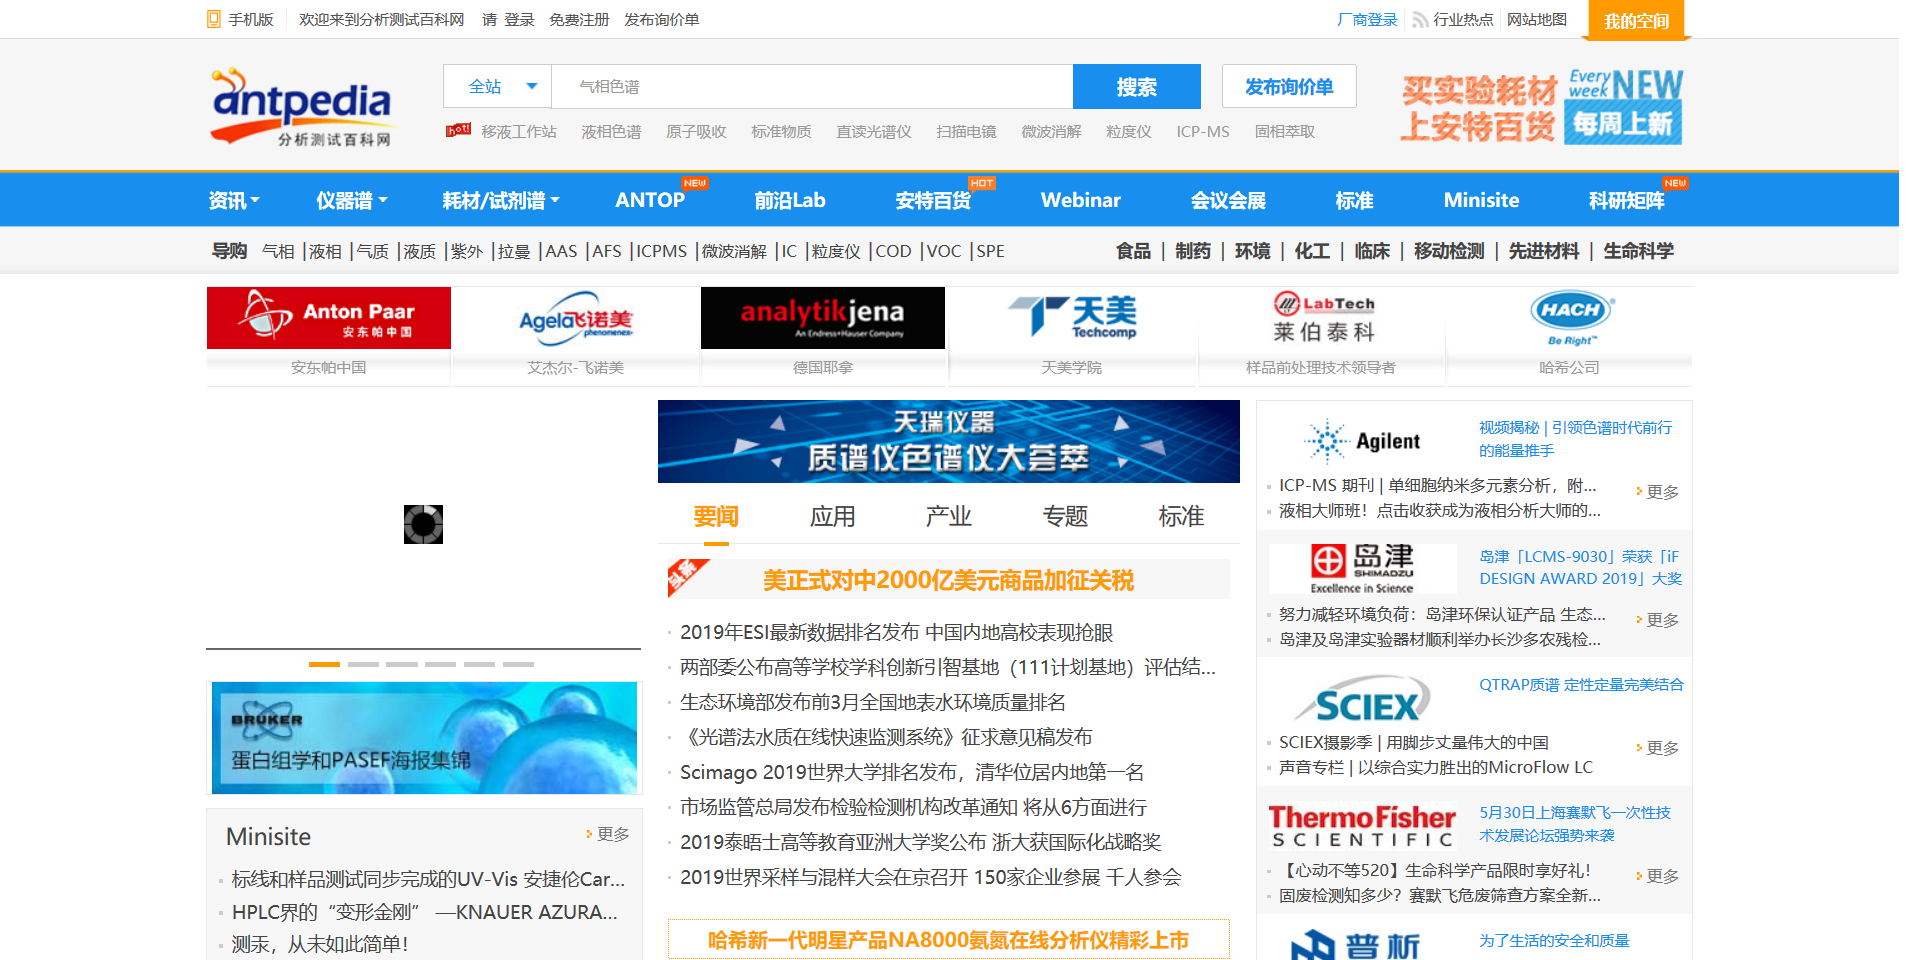 手机版 欢迎来到分析测试百科网 请 登录 免费注册 发布询价单 厂商登录 行业热点 网站地图 我的空间
antpedia
分析测试百科网
全站 气相色谱 搜索 发布询价单
hot! 移液工作站 液相色谱 原子吸收 标准物质 直读光谱仪 扫描电镜 微波消解 粒度仪 ICP-MS 固相萃取
买实验耗材
上安特百货
Every week NEW
每周上新
资讯 仪器谱 耗材/试剂谱 ANTOP NEW 前沿Lab 安特百货 HOT Webinar 会议会展 标准 Minisite 科研矩阵 NEW
导购 气相 |液相 |气质 |液质 |紫外 |拉曼 |AAS |AFS |ICPMS |微波消解 |IC |粒度仪 |COD |VOC |SPE
食品 | 制药 | 环境 | 化工 | 临床 | 移动检测 | 先进材料 | 生命科学
Anton Paar
安东帕中国
安东帕中国
Agela飞诺美
phenomenex
艾杰尔-飞诺美
analytikjena
An Endress+Hauser Company
德国耶拿
天美
Techcomp
天美学院
LabTech
莱伯泰科
样品前处理技术领导者
HACH
Be Right™
哈希公司
BRUKER
蛋白组学和PASEF海报集锦
Minisite 更多
标线和样品测试同步完成的UV-Vis 安捷伦Car...
HPLC界的“变形金刚” —KNAUER AZURA...
测汞，从未如此简单！
天瑞仪器
质谱仪色谱仪大荟萃
要闻 应用 产业 专题 标准
美正式对中2000亿美元商品加征关税
2019年ESI最新数据排名发布 中国内地高校表现抢眼
两部委公布高等学校学科创新引智基地（111计划基地）评估结...
生态环境部发布前3月全国地表水环境质量排名
《光谱法水质在线快速监测系统》征求意见稿发布
Scimago 2019世界大学排名发布，清华位居内地第一名
市场监管总局发布检验检测机构改革通知 将从6方面进行
2019泰晤士高等教育亚洲大学奖公布 浙大获国际化战略奖
2019世界采样与混样大会在京召开 150家企业参展 千人参会
哈希新一代明星产品NA8000氨氮在线分析仪精彩上市
Agilent
视频揭秘 | 引领色谱时代前行
的能量推手
ICP-MS 期刊 | 单细胞纳米多元素分析，附...
液相大师班！点击收获成为液相分析大师的...
更多
岛津
SHIMADZU
Excellence in Science
岛津「LCMS-9030」荣获「iF
DESIGN AWARD 2019」大奖
努力减轻环境负荷：岛津环保认证产品 生态...
岛津及岛津实验器材顺利举办长沙多农残检...
更多
SCIEX
QTRAP质谱 定性定量完美结合
SCIEX摄影季 | 用脚步丈量伟大的中国
声音专栏 | 以综合实力胜出的MicroFlow LC
更多
ThermoFisher
SCIENTIFIC
5月30日上海赛默飞一次性技
术发展论坛强势来袭
【心动不等520】生命科学产品限时享好礼！
固废检测知多少？赛默飞危废筛查方案全新...
更多
普析
为了生活的安全和质量